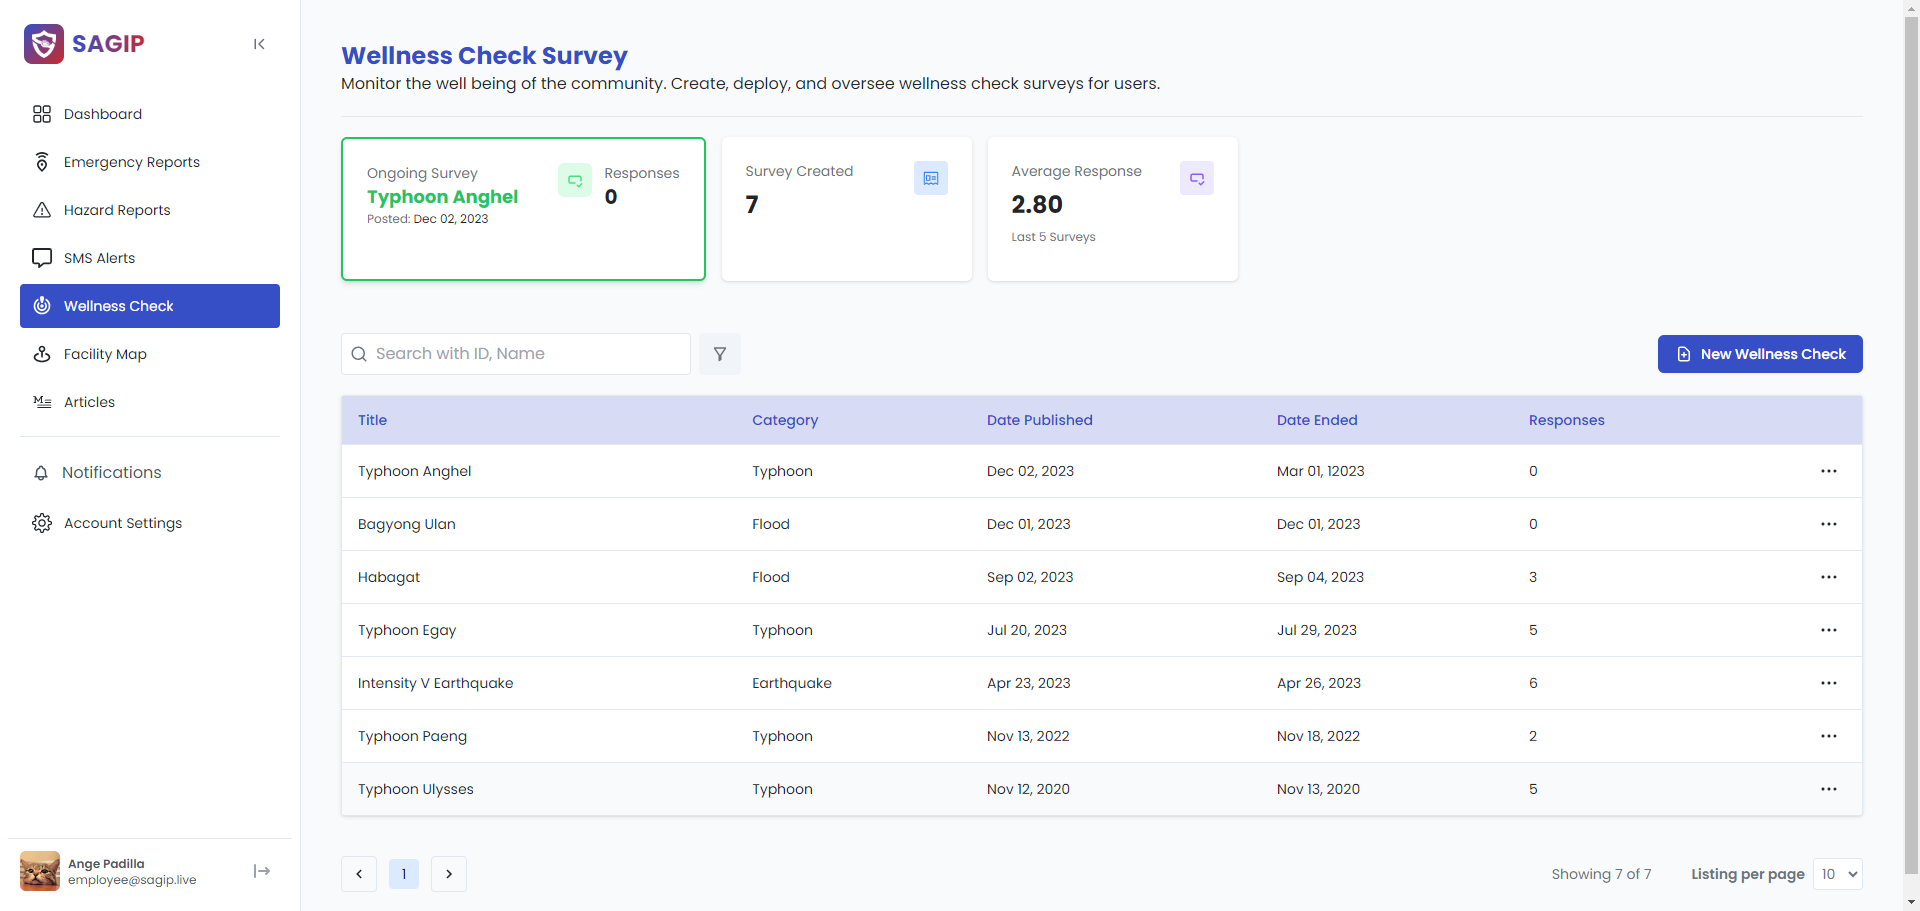 SAGIP
Dashboard
Emergency Reports
Hazard Reports
SMS Alerts
Wellness Check
Facility Map
Articles
Notifications
Account Settings
Ange Padilla
employee@sagip.live
Wellness Check Survey
Monitor the well being of the community. Create, deploy, and oversee wellness check surveys for users.
Ongoing Survey
Typhoon Anghel
Posted: Dec 02, 2023
Responses
0
Survey Created
7
Average Response
2.80
Last 5 Surveys
Search with ID, Name
New Wellness Check
Title Category Date Published Date Ended Responses
Typhoon Anghel Typhoon Dec 02, 2023 Mar 01, 12023 0
Bagyong Ulan Flood Dec 01, 2023 Dec 01, 2023 0
Habagat Flood Sep 02, 2023 Sep 04, 2023 3
Typhoon Egay Typhoon Jul 20, 2023 Jul 29, 2023 5
Intensity V Earthquake Earthquake Apr 23, 2023 Apr 26, 2023 6
Typhoon Paeng Typhoon Nov 13, 2022 Nov 18, 2022 2
Typhoon Ulysses Typhoon Nov 12, 2020 Nov 13, 2020 5
1
Showing 7 of 7 Listing per page 10